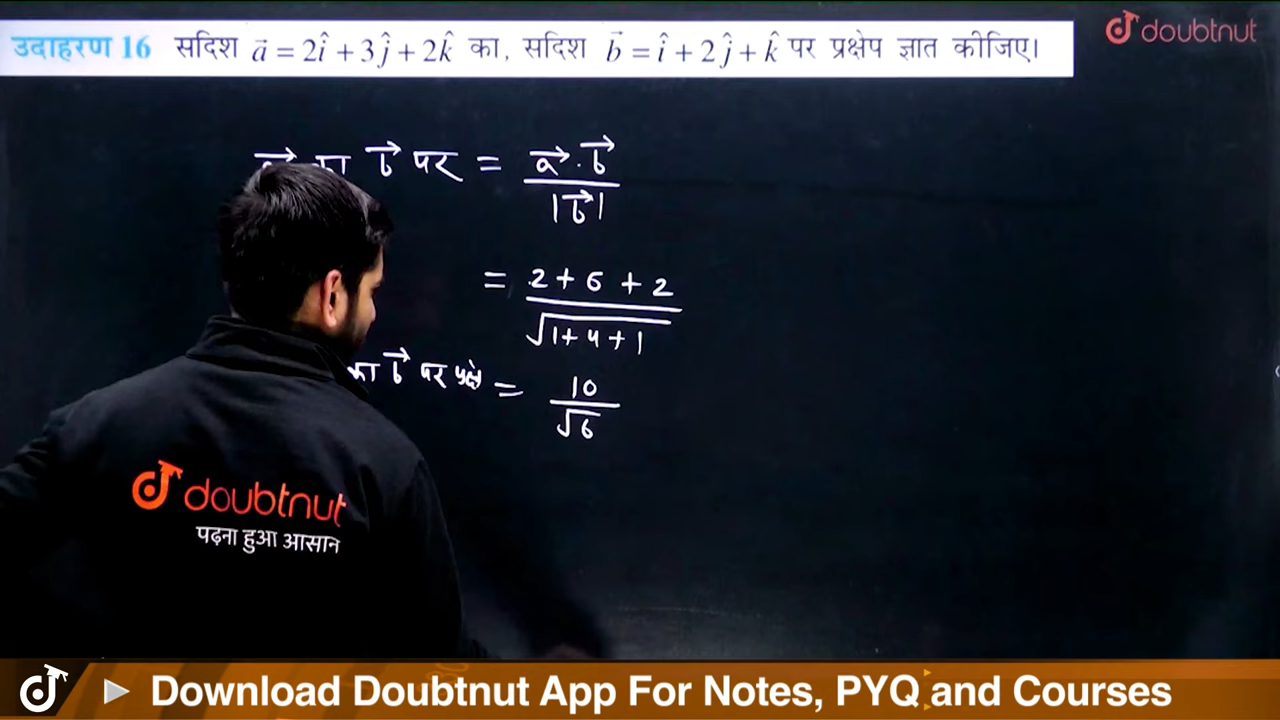 उदाहरण 16 सदिश a⃗ = 2î + 3ĵ + 2k̂ का, सदिश b⃗ = î + 2ĵ + k̂ पर प्रक्षेप ज्ञात कीजिए।
doubtnut
b⃗ पर = a⃗ · b⃗ / |b⃗|
= 2 + 6 + 2 / √1 + 4 + 1
का b⃗ पर = 10 / √6
doubtnut
पढ़ना हुआ आसान
Download Doubtnut App For Notes, PYQ and Courses